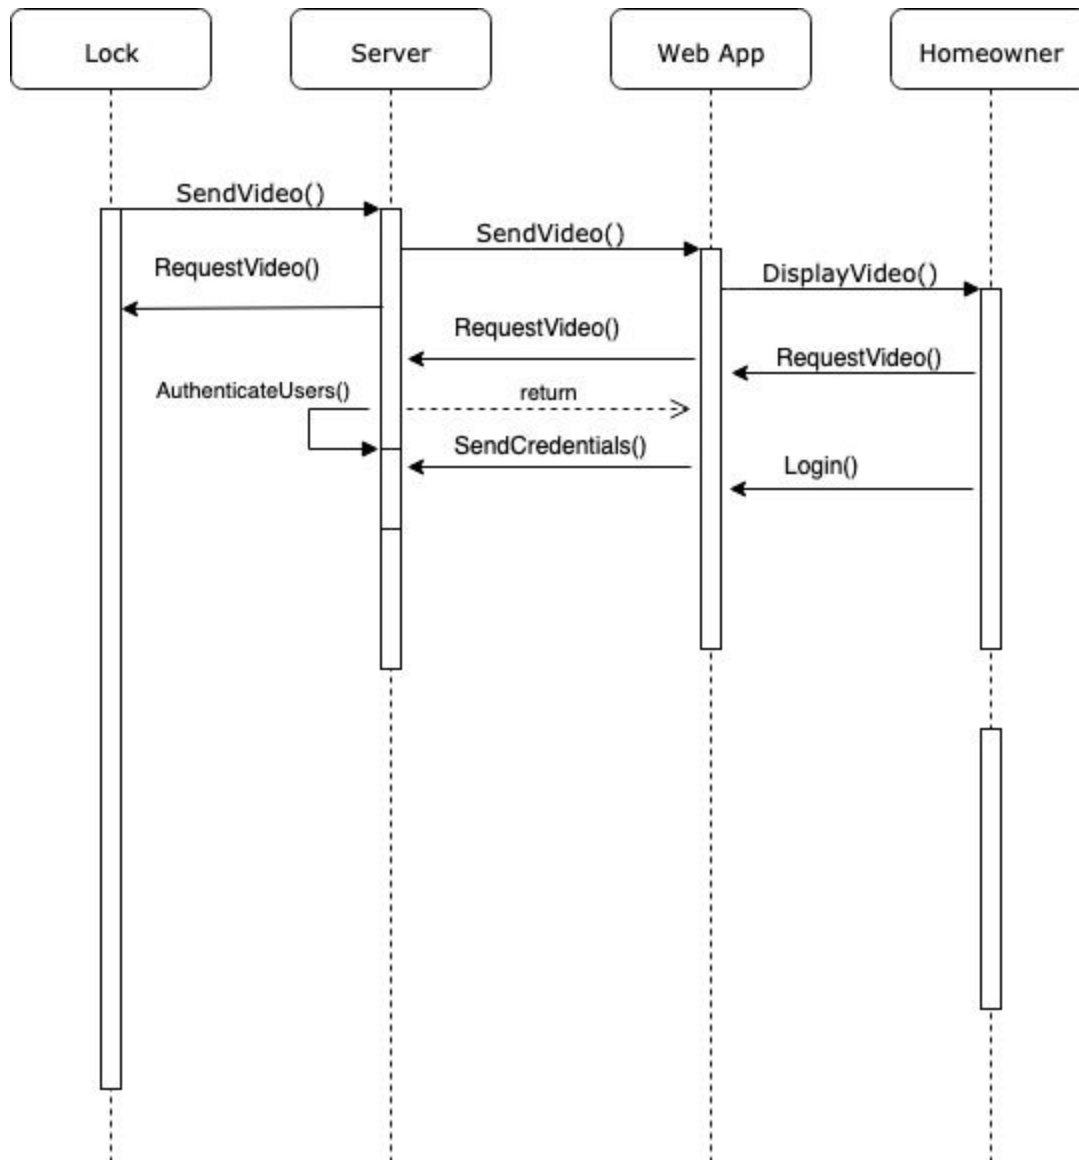 Lock
Server
Web App
Homeowner
SendVideo()
SendVideo()
RequestVideo()
DisplayVideo()
RequestVideo()
RequestVideo()
AuthenticateUsers()
return
SendCredentials()
Login()